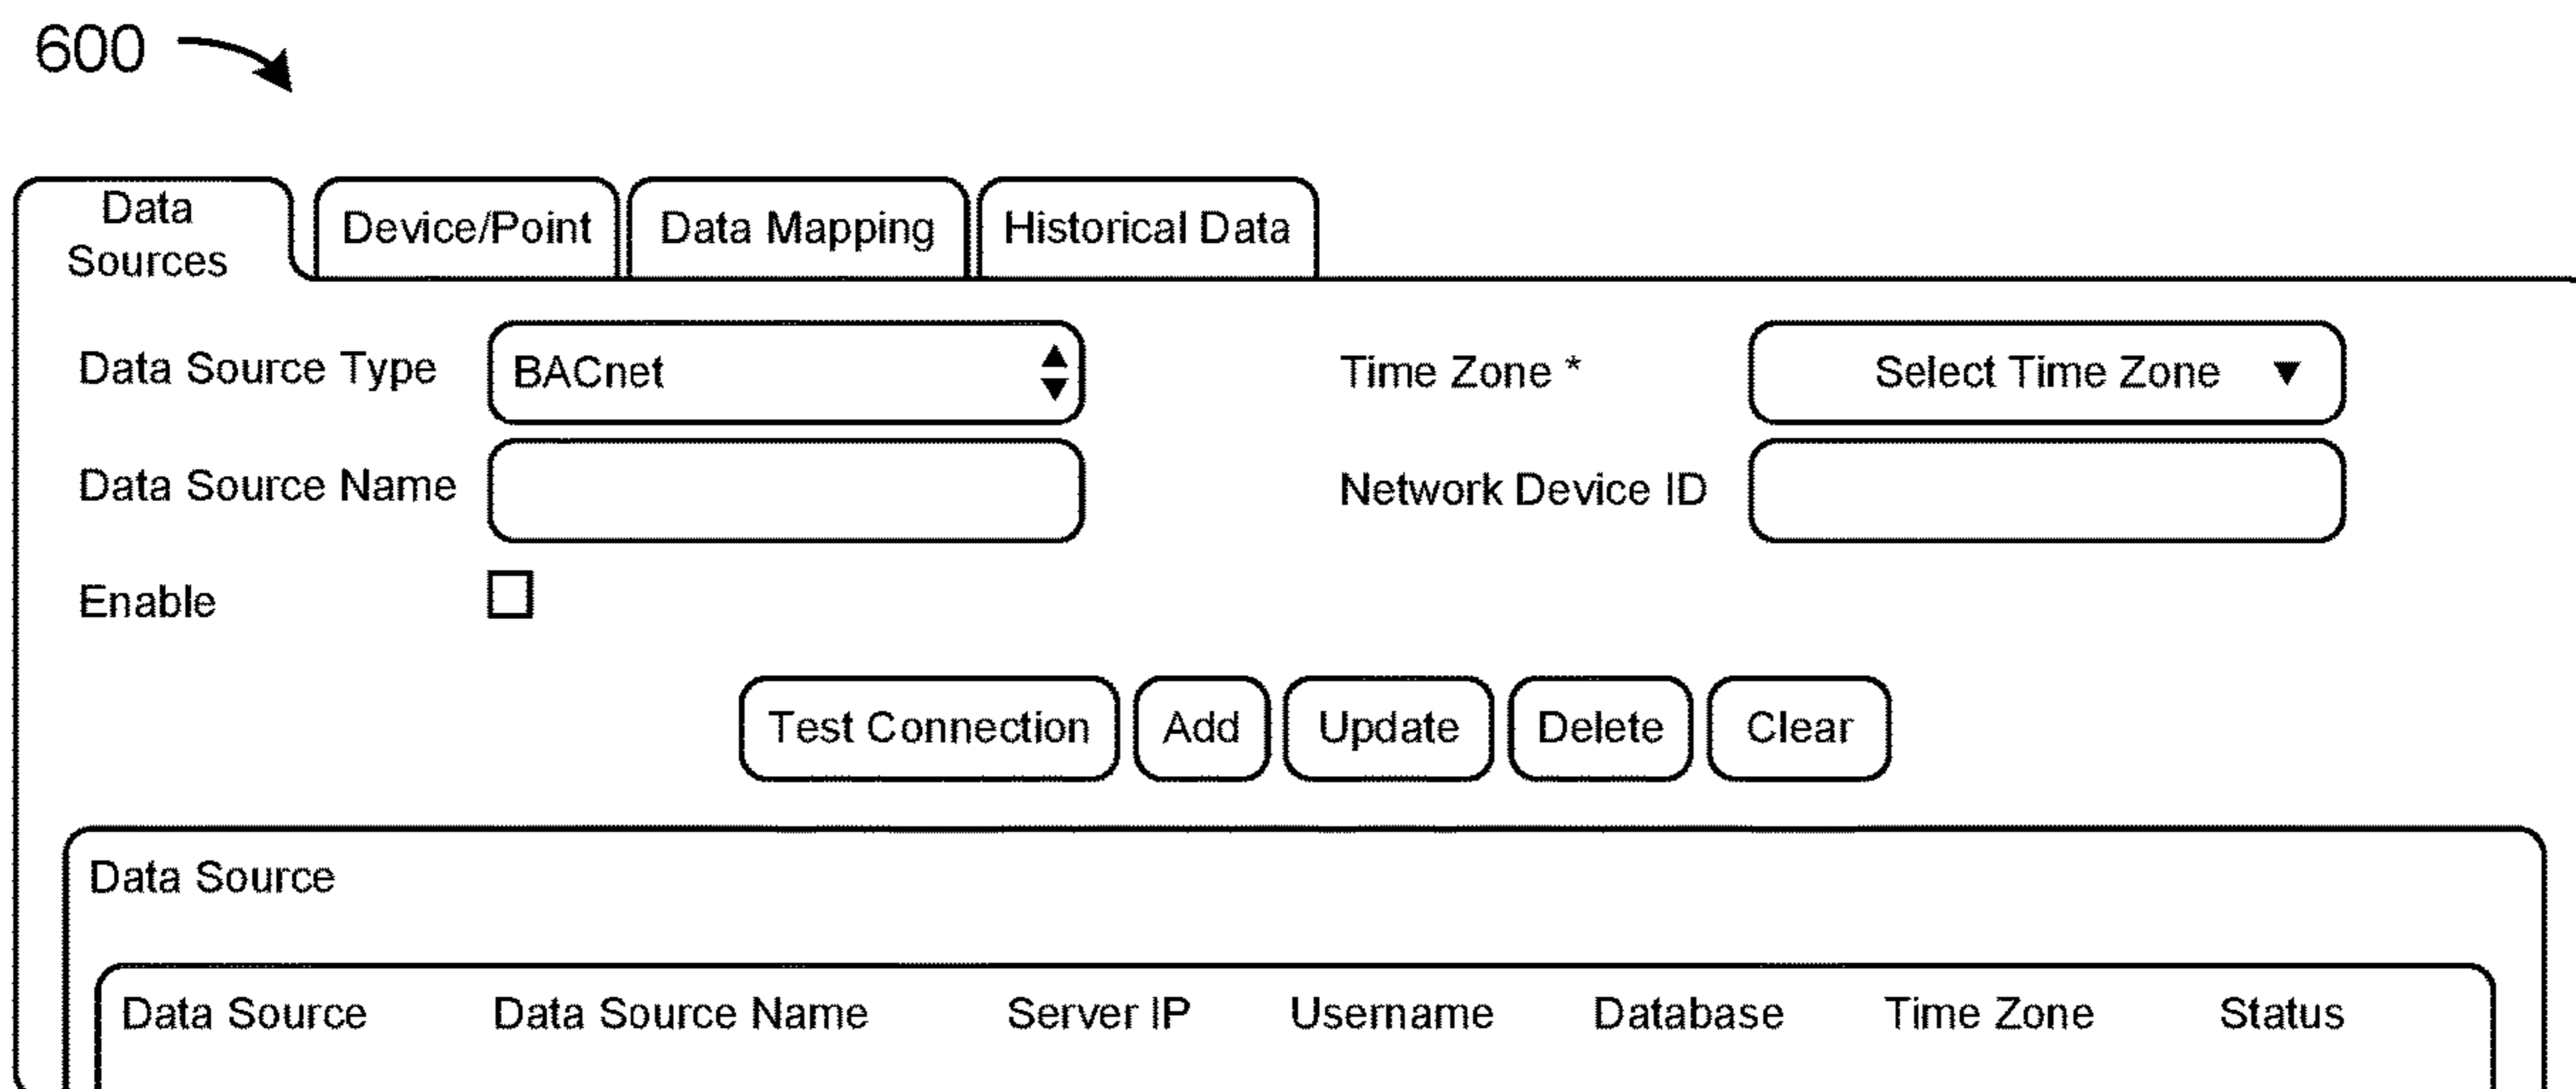 600
Data
Sources
Device/Point
Data Mapping
Historical Data
Data Source Type
BACnet
Time Zone *
Select Time Zone
Data Source Name
Network Device ID
Enable
Test Connection
Add
Update
Delete
Clear
Data Source
Data Source
Data Source Name
Server IP
Username
Database
Time Zone
Status